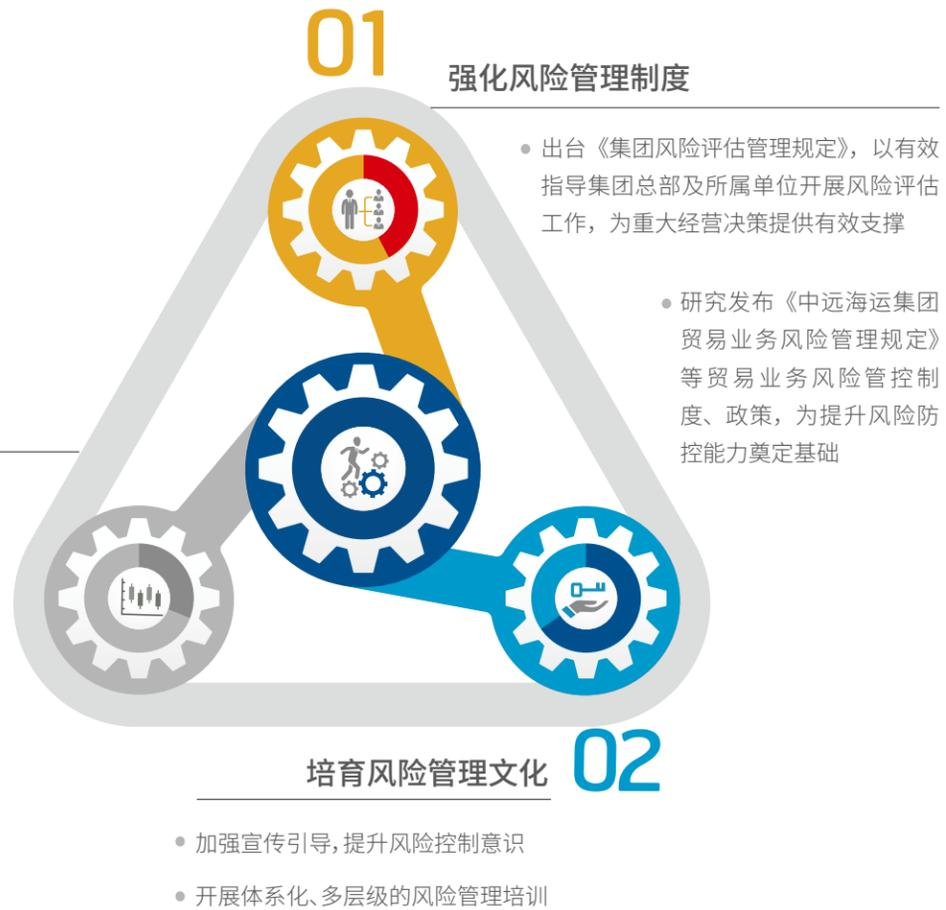 01
强化风险管理制度
出台《集团风险评估管理规定》，以有效
指导集团总部及所属单位开展风险评估
工作，为重大经营决策提供有效支撑
研究发布《中远海运集团
贸易业务风险管理规定》
等贸易业务风险管控制
度、政策，为提升风险防
控能力奠定基础
培育风险管理文化
02
加强宣传引导，提升风险控制意识
开展体系化、多层级的风险管理培训